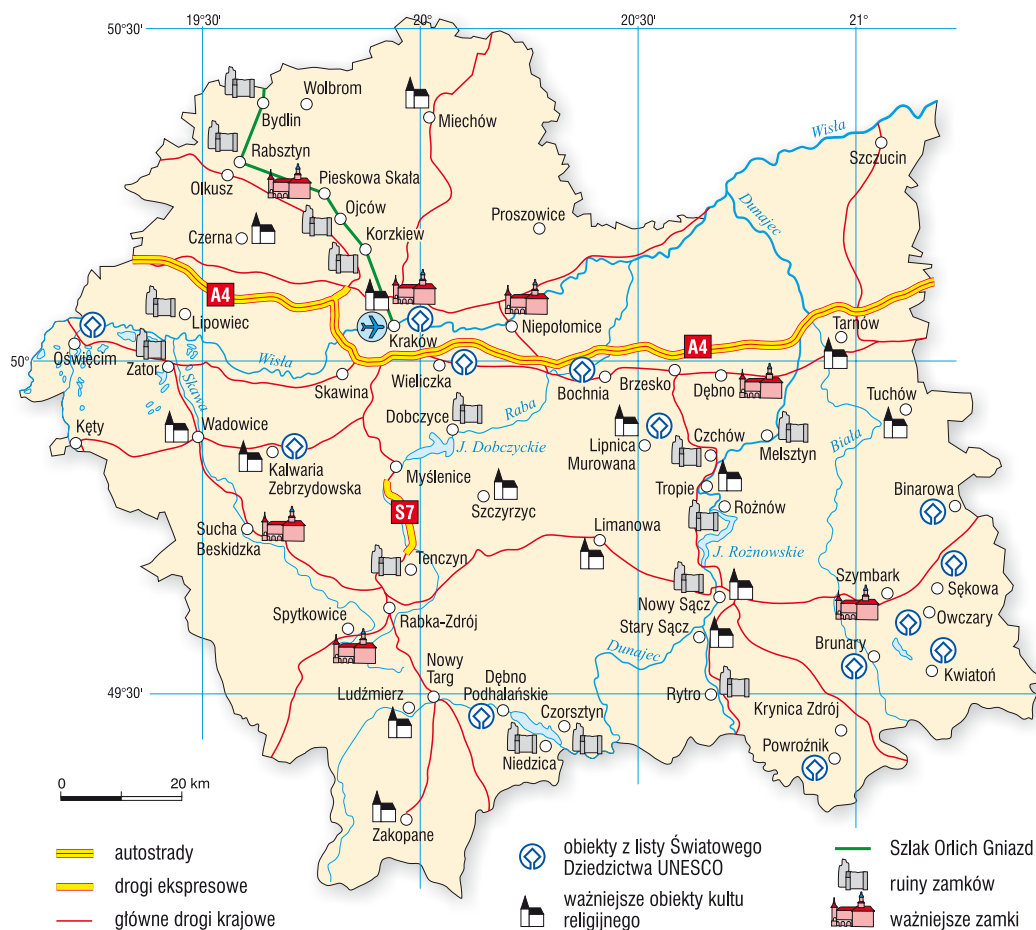 19°30'
20°
20°30'
21°
50°30'
Wolbrom
Bydlin
Miechów
Wisła
Rabsztyn
Szczucin
Olkusz
Pieskowa Skała
Ojców
Dunajec
Proszowice
Czerna
Korzkiew
A4
Lipowiec
Niepołomice
Kraków
Tarnów
Oświęcim
50°
Wisła
A4
Zator
Skawina
Wieliczka
Bochnia
Brzesko
Dębno
Skawa
Tuchów
Dobczyce
Raba
Kęty
Wadowice
J. Dobczyckie
Lipnica
Murowana
Czchów
Melsztyn
Biała
Kalwaria
Zebrzydowska
Myślenice
Tropie
Binarowa
Szczyrzyc
Rożnów
S7
Sucha
Beskidzka
Limanowa
J. Rożnowskie
Tenczyn
Szymbark
Sękowa
Spytkowice
Rabka-Zdrój
Nowy Sącz
Owczary
Stary Sącz
Brunary
Dunajec
Kwiatoń
Nowy
Targ
Dębno
Podhalańskie
49°30'
Ludźmierz
Rytro
Czorsztyn
Krynica Zdrój
Niedzica
Powroźnik
0
20 km
Zakopane
autostrady
drogi ekspresowe
główne drogi krajowe
obiekty z listy Światowego
Dziedzictwa UNESCO
ważniejsze obiekty kultu
religijnego
Szlak Orlich Gniazd
ruiny zamków
ważniejsze zamki